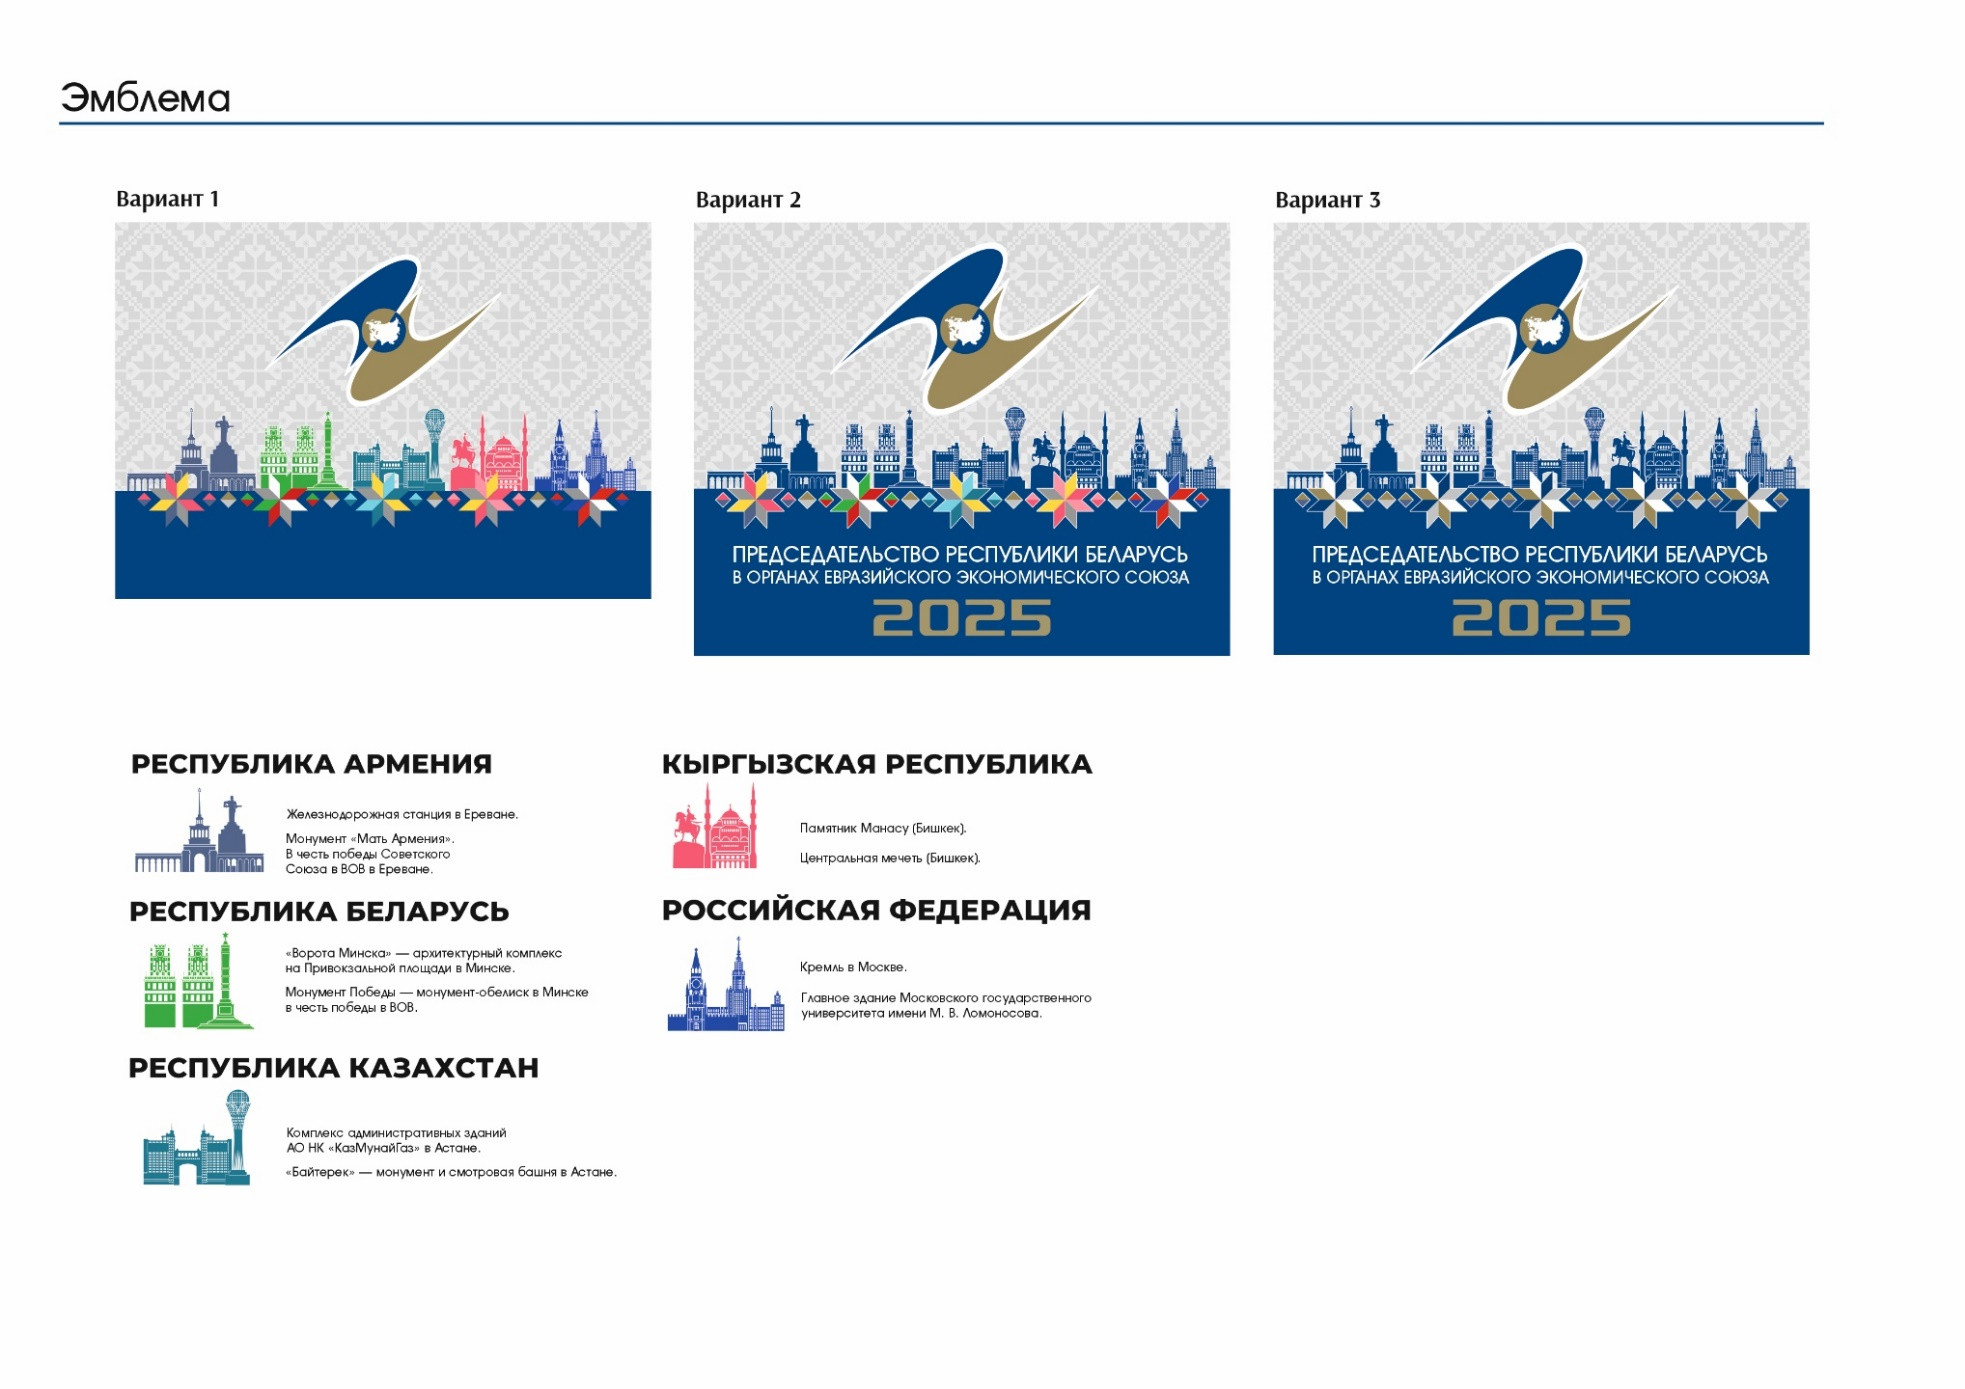 Эмблема
Вариант 1
Вариант 2
ПРЕДСЕДАТЕЛЬСТВО РЕСПУБЛИКИ БЕЛАРУСЬ
В ОРГАНАХ ЕВРАЗИЙСКОГО ЭКОНОМИЧЕСКОГО СОЮЗА
2025
Вариант 3
ПРЕДСЕДАТЕЛЬСТВО РЕСПУБЛИКИ БЕЛАРУСЬ
В ОРГАНАХ ЕВРАЗИЙСКОГО ЭКОНОМИЧЕСКОГО СОЮЗА
2025
РЕСПУБЛИКА АРМЕНИЯ
Железнодорожная станция в Ереване.
Монумент «Мать Армения».
В честь победы Советского
Союза в ВОВ в Ереване.
РЕСПУБЛИКА БЕЛАРУСЬ
«Ворота Минска» — архитектурный комплекс
на Привокзальной площади в Минске.
Монумент Победы — монумент-обелиск в Минске
в честь победы в ВОВ.
РЕСПУБЛИКА КАЗАХСТАН
Комплекс административных зданий
АО НК «КазМунайГаз» в Астане.
«Байтерек» — монумент и смотровая башня в Астане.
КЫРГЫЗСКАЯ РЕСПУБЛИКА
Памятник Манасу (Бишкек).
Центральная мечеть (Бишкек).
РОССИЙСКАЯ ФЕДЕРАЦИЯ
Кремль в Москве.
Главное здание Московского государственного
университета имени М. В. Ломоносова.